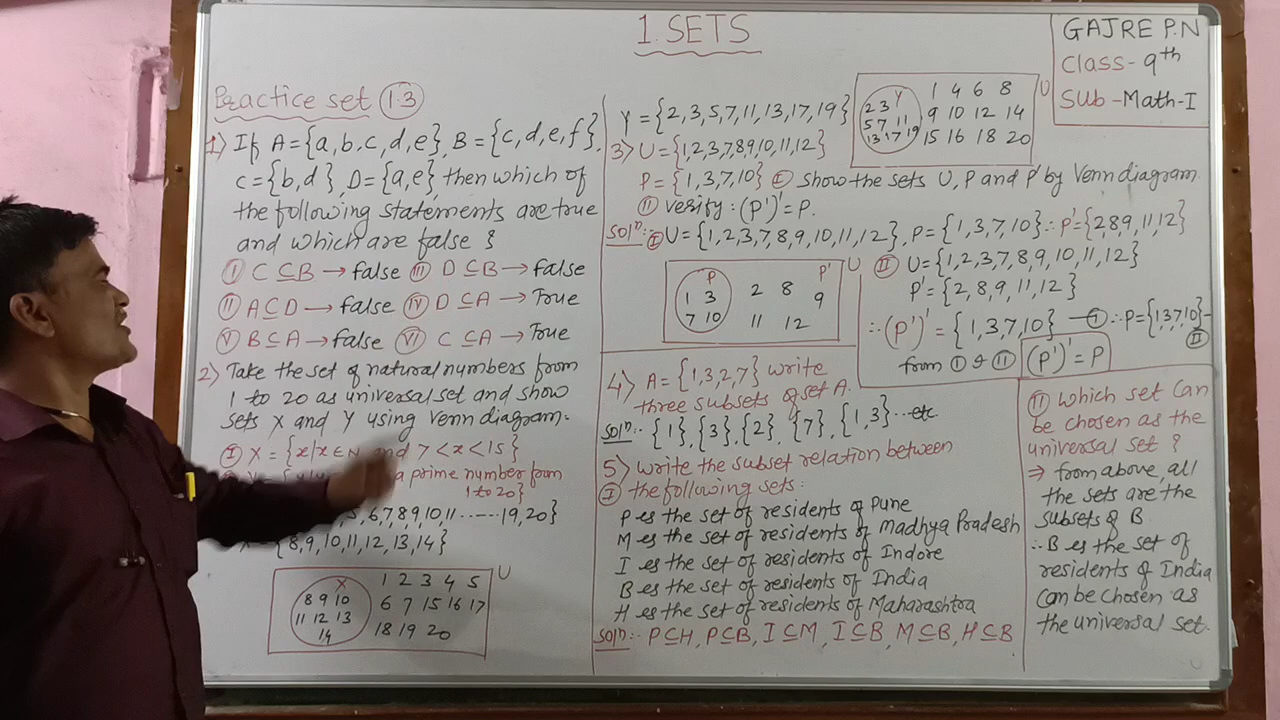 1. SETS
GAJRE P.N
Class- 9th
Sub - Math-I
Practice set 1.3
1) If A = {a, b, c, d, e}, B = {c, d, e, f},
C = {b, d}, D = {a, e} then which of
the following statements are true
and which are false ?
I C ⊆ B → false III D ⊆ B → false
II A ⊆ D → false IV D ⊆ A → True
V B ⊆ A → false VI C ⊆ A → True
2) Take the set of natural numbers from
1 to 20 as universal set and show
sets X and Y using Venn diagram.
I X = {x | x ∈ N and 7 < x < 15}
a prime number from
1 to 20}
6, 7, 8, 9, 10, 11 ...... 19, 20}
{8, 9, 10, 11, 12, 13, 14}
U
X 1 2 3 4 5
8 9 10 6 7 15 16 17
11 12 13 18 19 20
14
Y = {2, 3, 5, 7, 11, 13, 17, 19}
U
Y 1 4 6 8
2 3 9 10 12 14
5 7 11 15 16 18 20
13 17 19
3) U = {1, 2, 3, 7, 8, 9, 10, 11, 12}
P = {1, 3, 7, 10} I Show the sets U, P and P' by Venn diagram
II Verity : (P')' = P.
Solⁿ:- I U = {1, 2, 3, 7, 8, 9, 10, 11, 12}, P = {1, 3, 7, 10} ∴ P' = {2, 8, 9, 11, 12}
U
P P'
1 3 2 8 9
7 10 11 12
II U = {1, 2, 3, 7, 8, 9, 10, 11, 12}
P' = {2, 8, 9, 11, 12}
∴ (P')' = {1, 3, 7, 10} — I ∴ P = {1, 3, 7, 10} - II
from I & II (P')' = P
4) A = {1, 3, 2, 7} write
three subsets of set A.
Solⁿ:- {1}, {3}, {2}, {7}, {1, 3} ... etc
5) Write the subset relation between
I the following sets:
P es the set of residents of Pune
M es the set of residents of Madhya Pradesh
I es the set of residents of Indore
B es the set of residents of India
H es the set of residents of Maharashtra
Solⁿ:- P ⊆ H, P ⊆ B, I ⊆ M, I ⊆ B, M ⊆ B, H ⊆ B
II Which set Can
be chosen as the
universal set ?
⇒ from above, all
the sets are the
subsets of B.
∴ B es the set of
residents of India
Can be chosen as
the universal set.